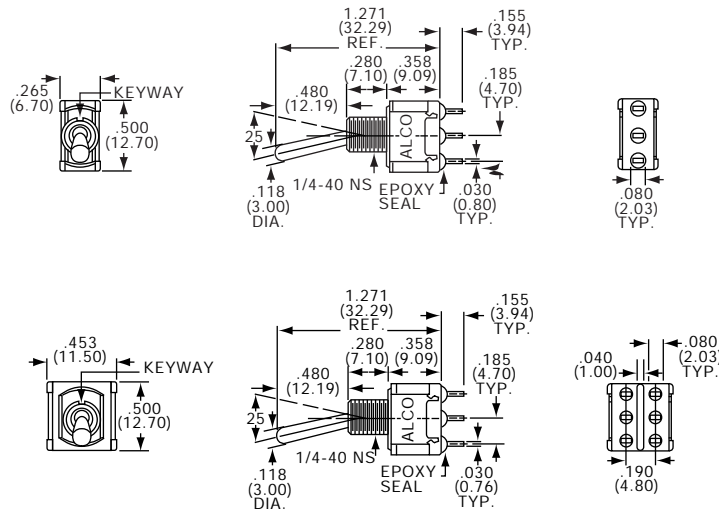 1.271
(32.29)
REF.
.155
(3.94)
TYP.
.280
(7.10)
.358
(9.09)
.185
(4.70)
TYP.
.265
(6.70)
KEYWAY
.480
(12.19)
.500
(12.70)
25
ALCO
.118
(3.00)
DIA.
1/4-40 NS
EPOXY
SEAL
.030
(0.80)
TYP.
.080
(2.03)
TYP.
1.271
(32.29)
REF.
.155
(3.94)
TYP.
.280
(7.10)
.358
(9.09)
.185
(4.70)
TYP.
.453
(11.50)
KEYWAY
.480
(12.19)
.500
(12.70)
25
ALCO
.118
(3.00)
DIA.
1/4-40 NS
EPOXY
SEAL
.030
(0.76)
TYP.
.040
(1.00)
.080
(2.03)
TYP.
.190
(4.80)